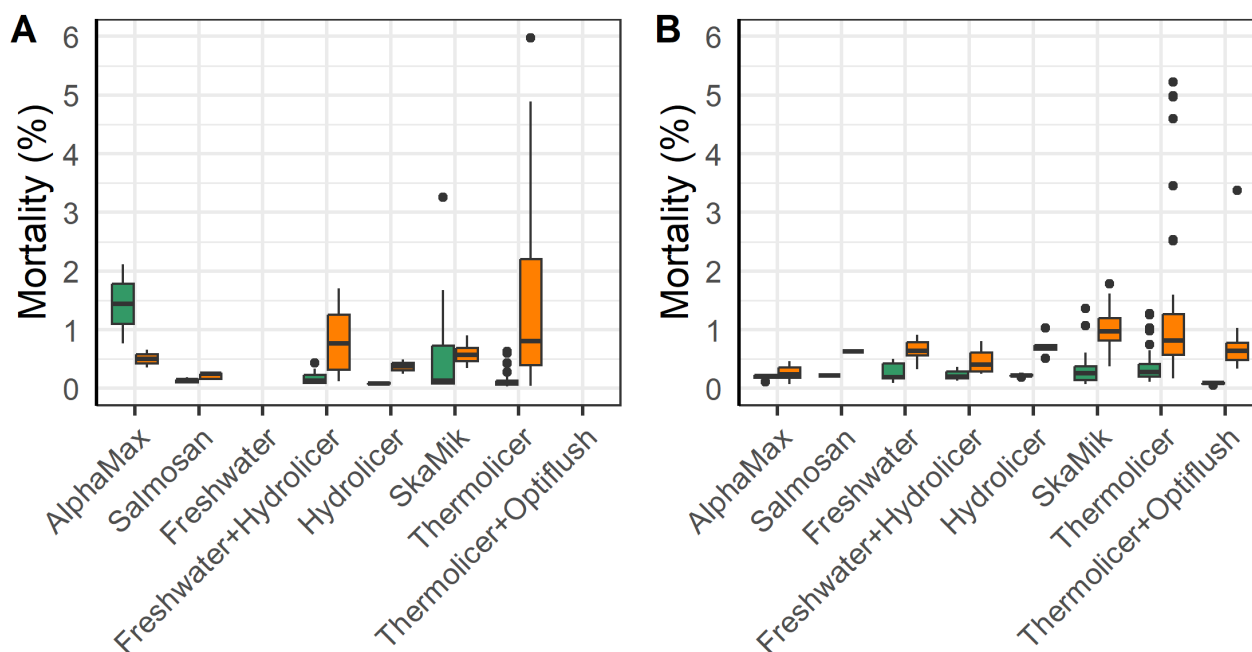 A
Mortality (%)
6
5
4
3
2
1
0
AlphaMax
Salmosan
Freshwater
Freshwater+Hydrolicer
Hydrolicer
SkaMik
Thermolicer
Thermolicer+Optiflush
B
Mortality (%)
6
5
4
3
2
1
0
AlphaMax
Salmosan
Freshwater
Freshwater+Hydrolicer
Hydrolicer
SkaMik
Thermolicer
Thermolicer+Optiflush